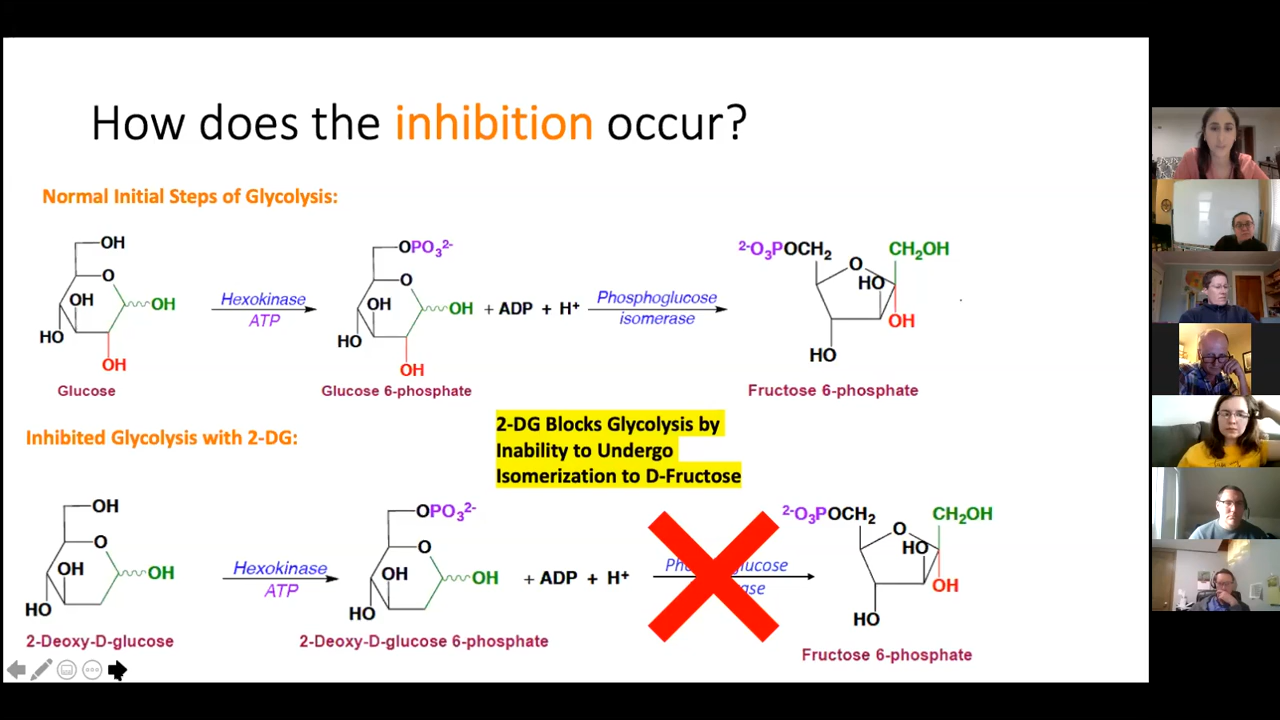 How does the inhibition occur?
Normal Initial Steps of Glycolysis:
OH
O
OH
OH
HO
OH
Glucose
Hexokinase
ATP
OPO₃²⁻
O
OH
OH
HO
OH
Glucose 6-phosphate
+ ADP + H⁺
Phosphoglucose
isomerase
²⁻O₃POCH₂
O
CH₂OH
HO
OH
HO
Fructose 6-phosphate
2-DG Blocks Glycolysis by
Inability to Undergo
Isomerization to D-Fructose
Inhibited Glycolysis with 2-DG:
OH
O
OH
OH
HO
2-Deoxy-D-glucose
Hexokinase
ATP
OPO₃²⁻
O
OH
OH
HO
2-Deoxy-D-glucose 6-phosphate
+ ADP + H⁺
²⁻O₃POCH₂
O
CH₂OH
HO
OH
HO
Fructose 6-phosphate